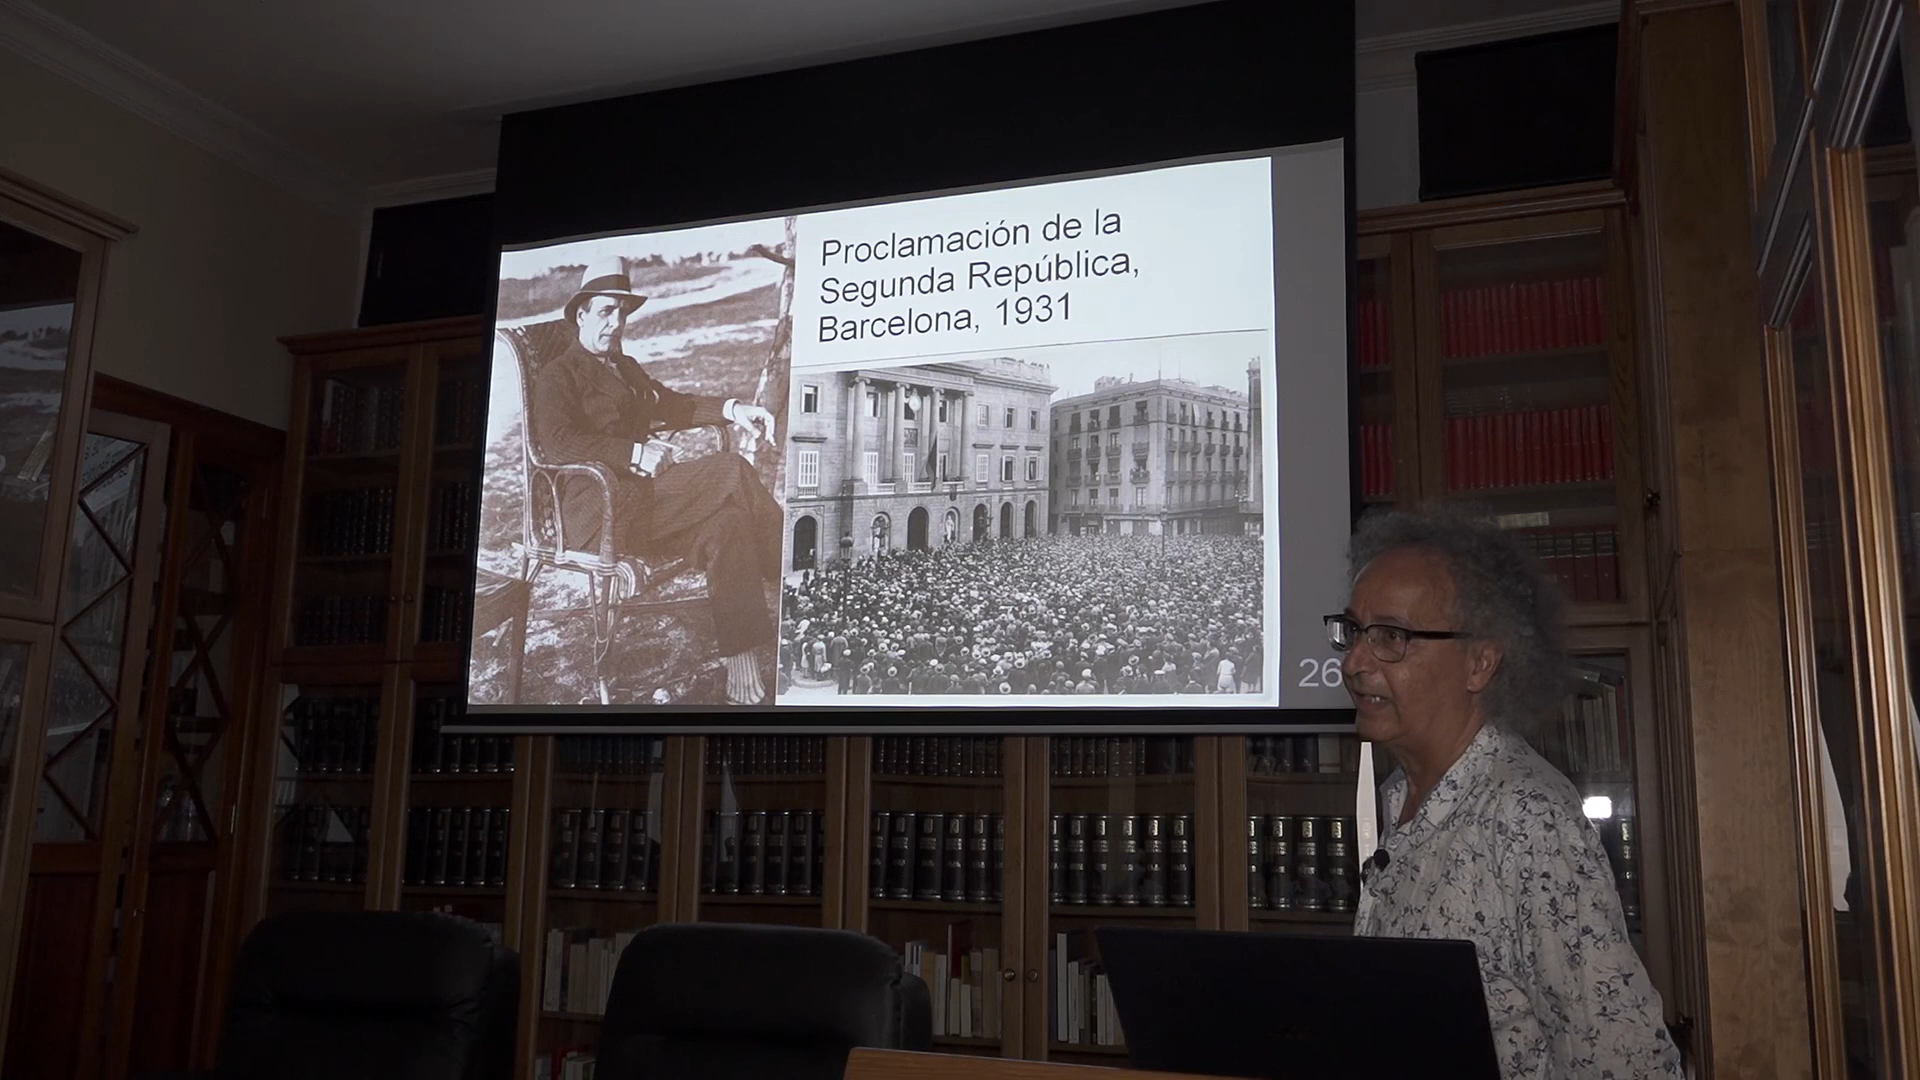 Proclamación de la
Segunda República,
Barcelona, 1931
26